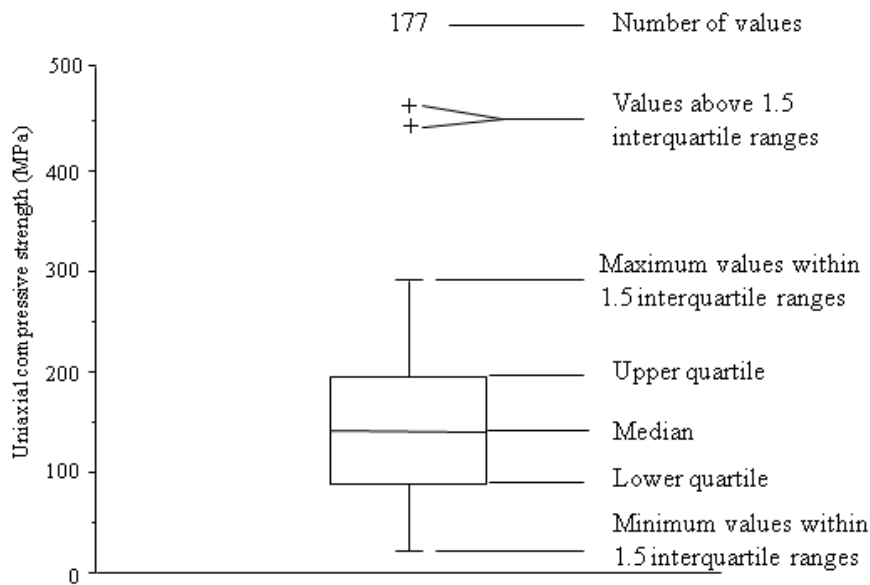 177
Number of values
500
Values above 1.5
interquartile ranges
400
300
Maximum values within
1.5 interquartile ranges
200
Upper quartile
Median
100
Lower quartile
Minimum values within
1.5 interquartile ranges
0
Uniaxial compressive strength (MPa)